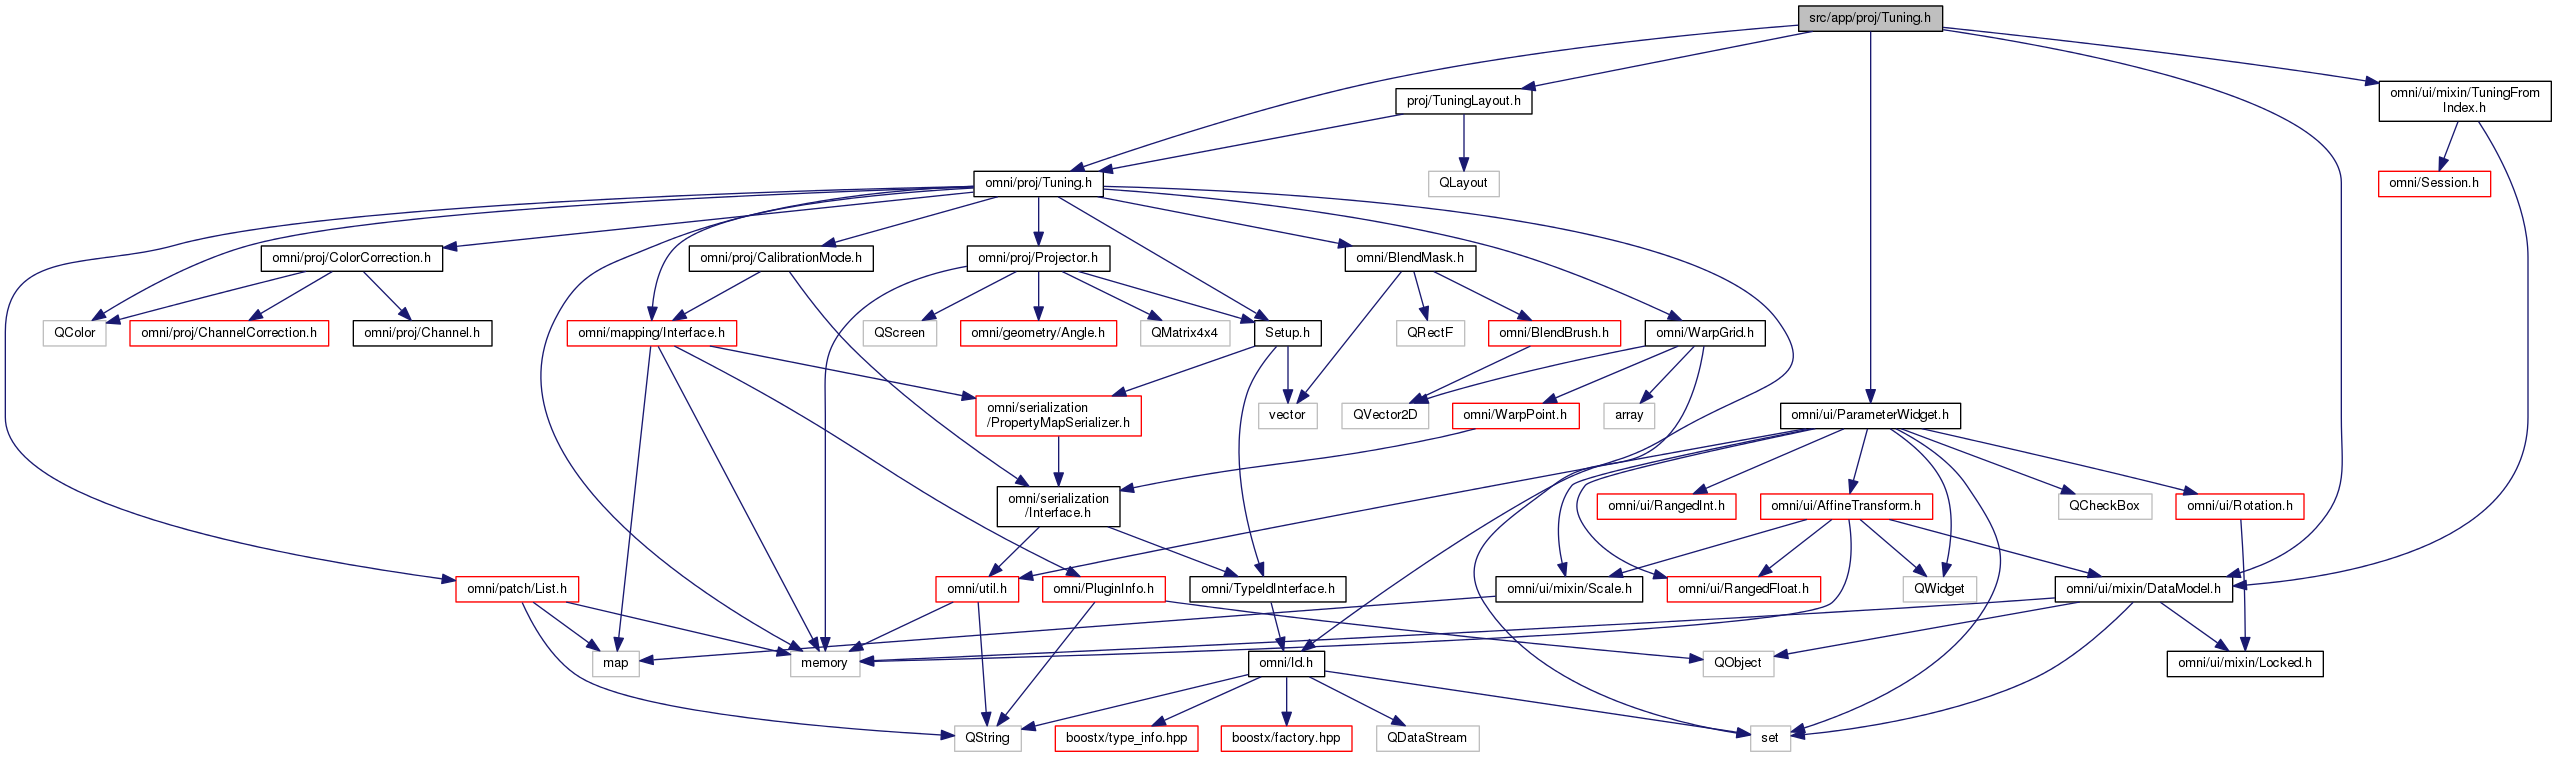 src/app/proj/Tuning.h
omni/ui/mixin/TuningFrom
Index.h
proj/TuningLayout.h
omni/proj/Tuning.h
QLayout
omni/Session.h
omni/proj/ColorCorrection.h
omni/proj/CalibrationMode.h
omni/proj/Projector.h
omni/BlendMask.h
QColor
omni/proj/ChannelCorrection.h
omni/proj/Channel.h
omni/mapping/Interface.h
QScreen
omni/geometry/Angle.h
QMatrix4x4
Setup.h
QRectF
omni/BlendBrush.h
omni/WarpGrid.h
omni/serialization
/PropertyMapSerializer.h
vector
QVector2D
omni/WarpPoint.h
array
omni/ui/ParameterWidget.h
omni/serialization
/Interface.h
omni/ui/RangedInt.h
omni/ui/AffineTransform.h
QCheckBox
omni/ui/Rotation.h
omni/patch/List.h
omni/util.h
omni/PluginInfo.h
omni/TypeIdInterface.h
omni/ui/mixin/Scale.h
omni/ui/RangedFloat.h
QWidget
omni/ui/mixin/DataModel.h
map
memory
omni/Id.h
QObject
omni/ui/mixin/Locked.h
QString
boostx/type_info.hpp
boostx/factory.hpp
QDataStream
set